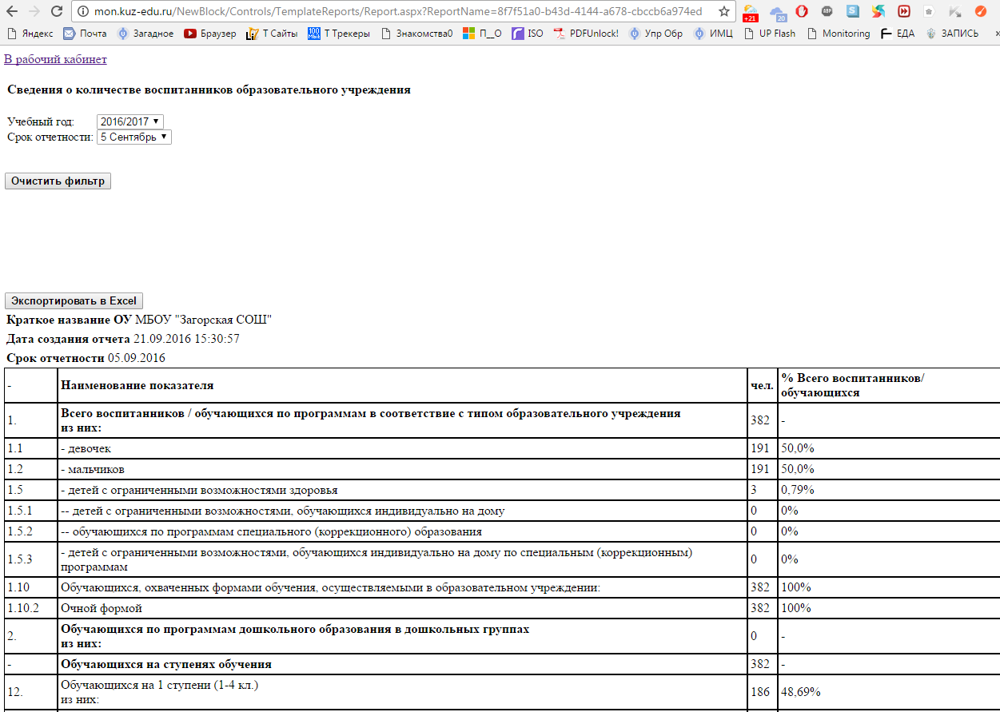 mon.kuz-edu.ru/NewBlock/Controls/TemplateReports/Report.aspx?ReportName=8f7f51a0-b43d-4144-a678-cbccb6a974ed
+21
20
ABP
S
Яндекс Почта Загадное Браузер Т Сайты 100 Mbit Т Трекеры Знакомства0 П__О ISO PDFUnlock! Упр Обр ИМЦ UP Flash Monitoring ЕДА ЗАПИСЬ »
В рабочий кабинет
Сведения о количестве воспитанников образовательного учреждения
Учебный год: 2016/2017
Срок отчетности: 5 Сентябрь
Очистить фильтр
Экспортировать в Excel
Краткое название ОУ МБОУ "Загорская СОШ"
Дата создания отчета 21.09.2016 15:30:57
Срок отчетности 05.09.2016
- Наименование показателя чел. % Всего воспитанников/
обучающихся
1. Всего воспитанников / обучающихся по программам в соответствие с типом образовательного учреждения 382 -
из них:
1.1 - девочек 191 50,0%
1.2 - мальчиков 191 50,0%
1.5 - детей с ограниченными возможностями здоровья 3 0,79%
1.5.1 -- детей с ограниченными возможностями, обучающихся индивидуально на дому 0 0%
1.5.2 -- обучающихся по программам специального (коррекционного) образования 0 0%
1.5.3 - детей с ограниченными возможностями, обучающихся индивидуально на дому по специальным (коррекционным) 0 0%
программам
1.10 Обучающихся, охваченных формами обучения, осуществляемыми в образовательном учреждении: 382 100%
1.10.2 Очной формой 382 100%
2. Обучающихся по программам дошкольного образования в дошкольных группах 0 -
из них:
- Обучающихся на ступенях обучения 382 -
12. Обучающихся на 1 ступени (1-4 кл.) 186 48,69%
из них: